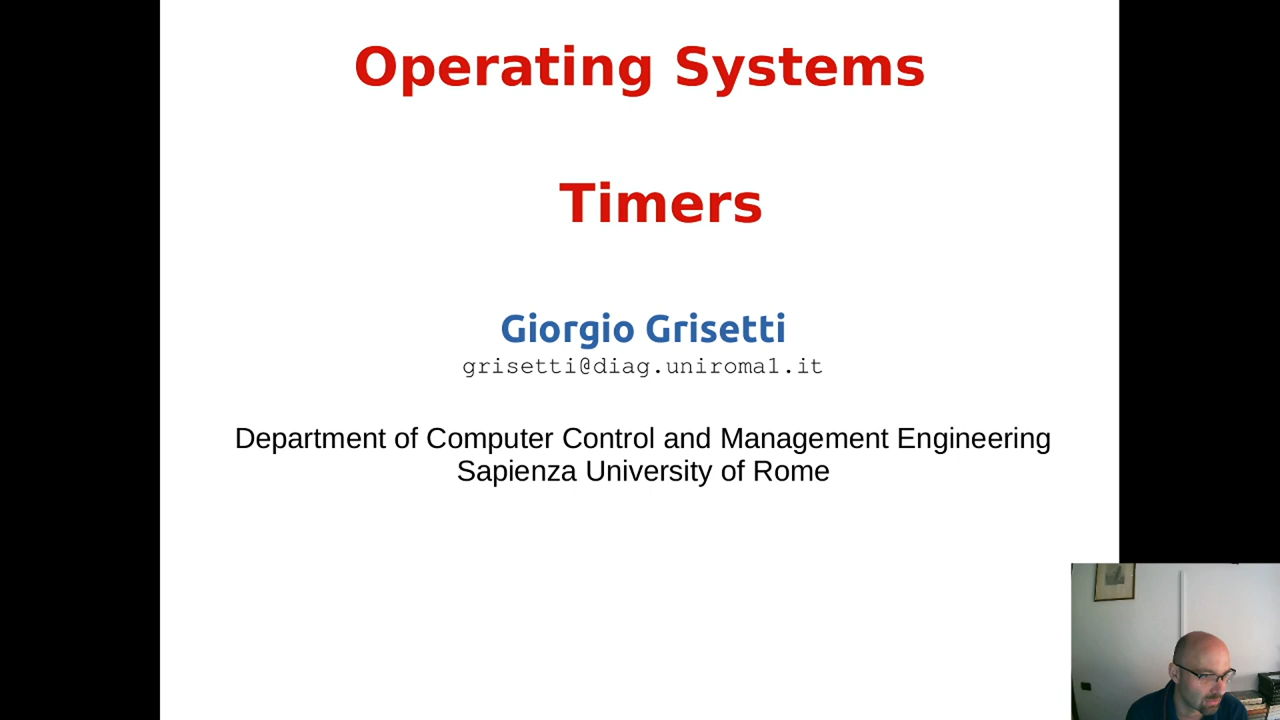 Operating Systems
Timers
Giorgio Grisetti
grisetti@diag.uniroma1.it
Department of Computer Control and Management Engineering
Sapienza University of Rome